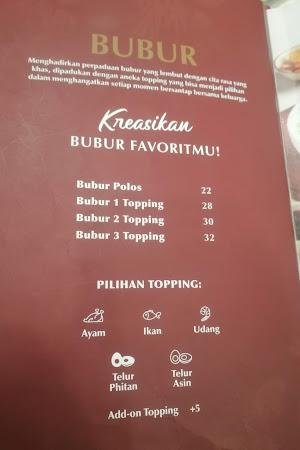 BUBUR
Menghadirkan perpaduan bubur yang lembut dengan cita rasa yang
khas, dipadukan dengan aneka topping yang bisa menjadi pilihan
dalam menghangatkan setiap momen bersantap bersama keluarga.
Kreasikan
BUBUR FAVORITMU!
Bubur Polos 22
Bubur 1 Topping 28
Bubur 2 Topping 30
Bubur 3 Topping 32
PILIHAN TOPPING:
Ayam Ikan Udang
Telur Phitan
Telur Asin
Add-on Topping +5